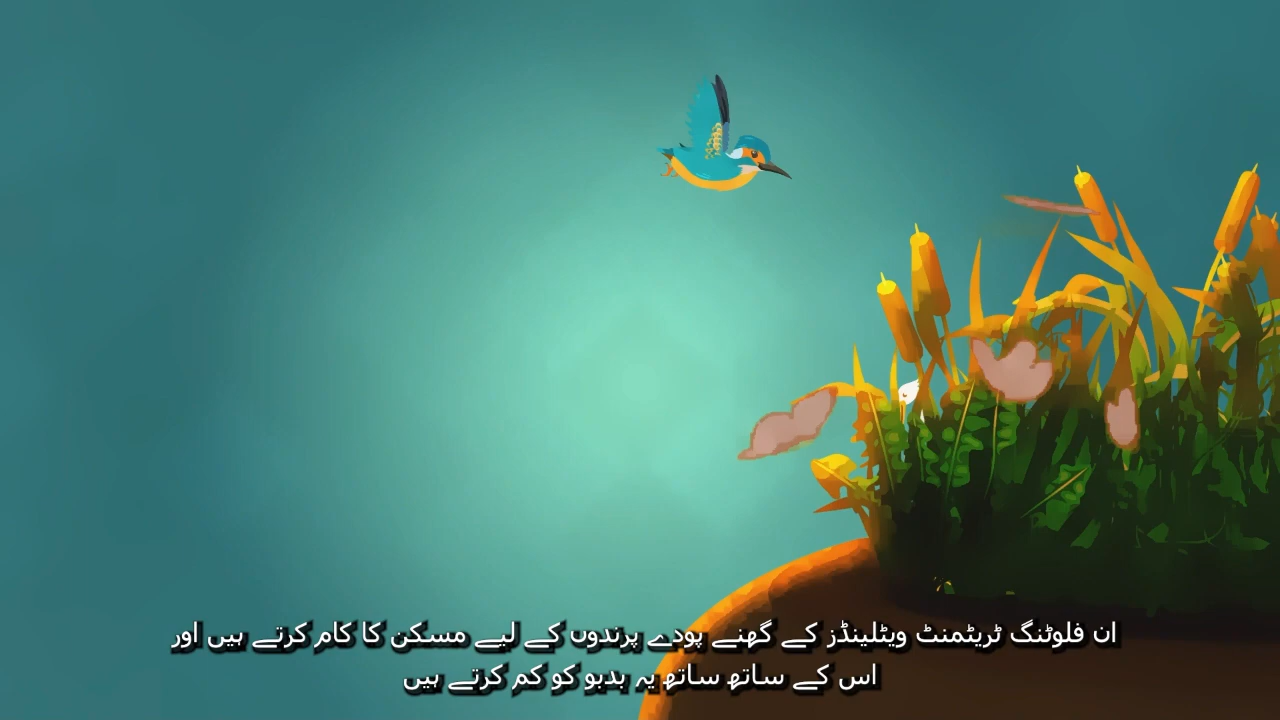 ان فلوٹنگ ٹریٹمنٹ ویٹلینڈز کے گھنے پودے پرندوں کے لیے مسکن کا کام کرتے ہیں اور
اس کے ساتھ ساتھ یہ بدبو کو کم کرتے ہیں